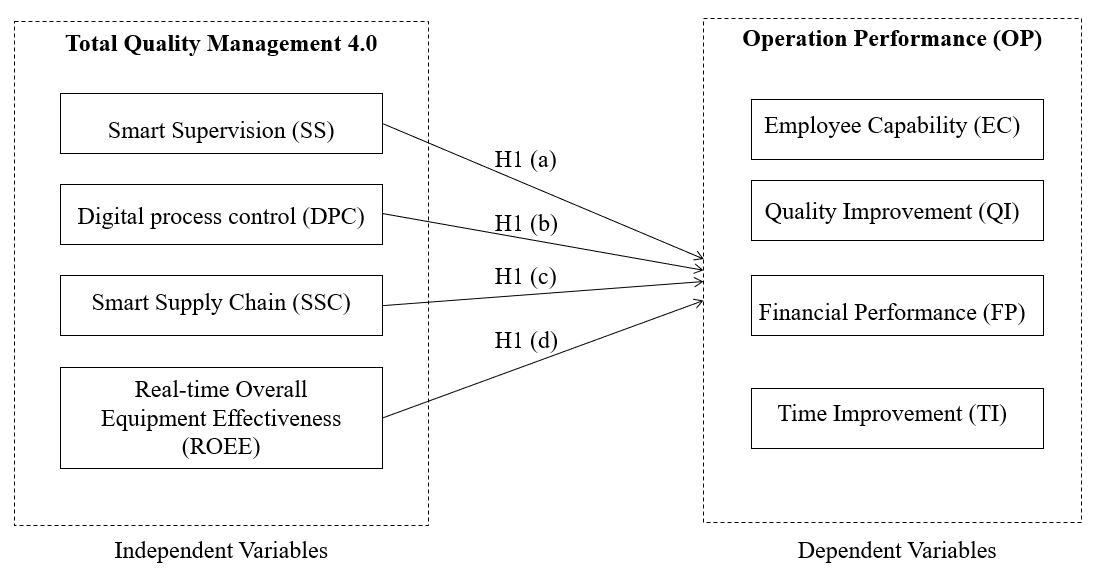 Total Quality Management 4.0
Smart Supervision (SS)
Digital process control (DPC)
Smart Supply Chain (SSC)
Real-time Overall
Equipment Effectiveness
(ROEE)
Independent Variables
H1 (a)
H1 (b)
H1 (c)
H1 (d)
Operation Performance (OP)
Employee Capability (EC)
Quality Improvement (QI)
Financial Performance (FP)
Time Improvement (TI)
Dependent Variables